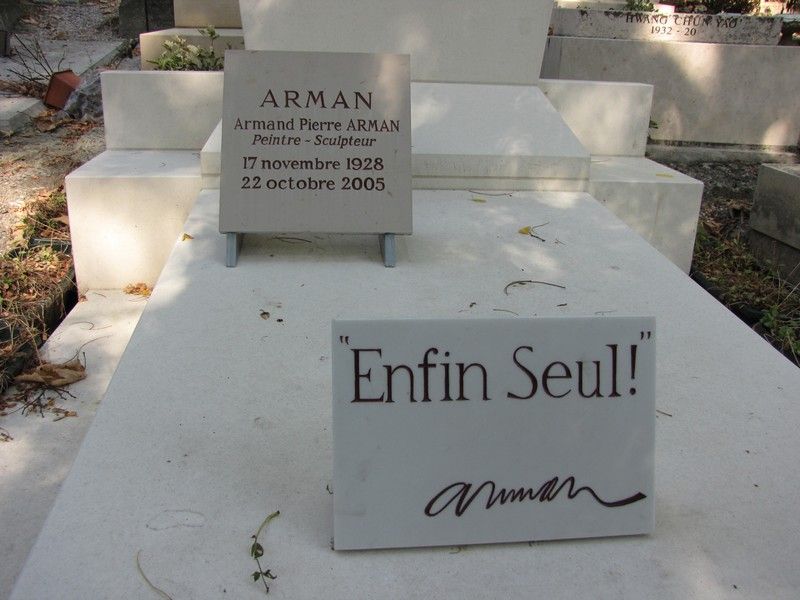 HWANG CHUN YAO
1932 - 20
ARMAN
Armand Pierre ARMAN
Peintre - Sculpteur
17 novembre 1928
22 octobre 2005
"Enfin Seul!"
arman